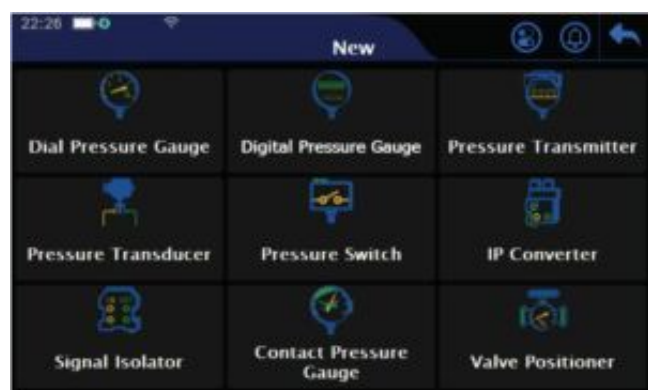 22:26
New
Dial Pressure Gauge
Digital Pressure Gauge
Pressure Transmitter
Pressure Transducer
Pressure Switch
IP Converter
Signal Isolator
Contact Pressure
Gauge
Valve Positioner